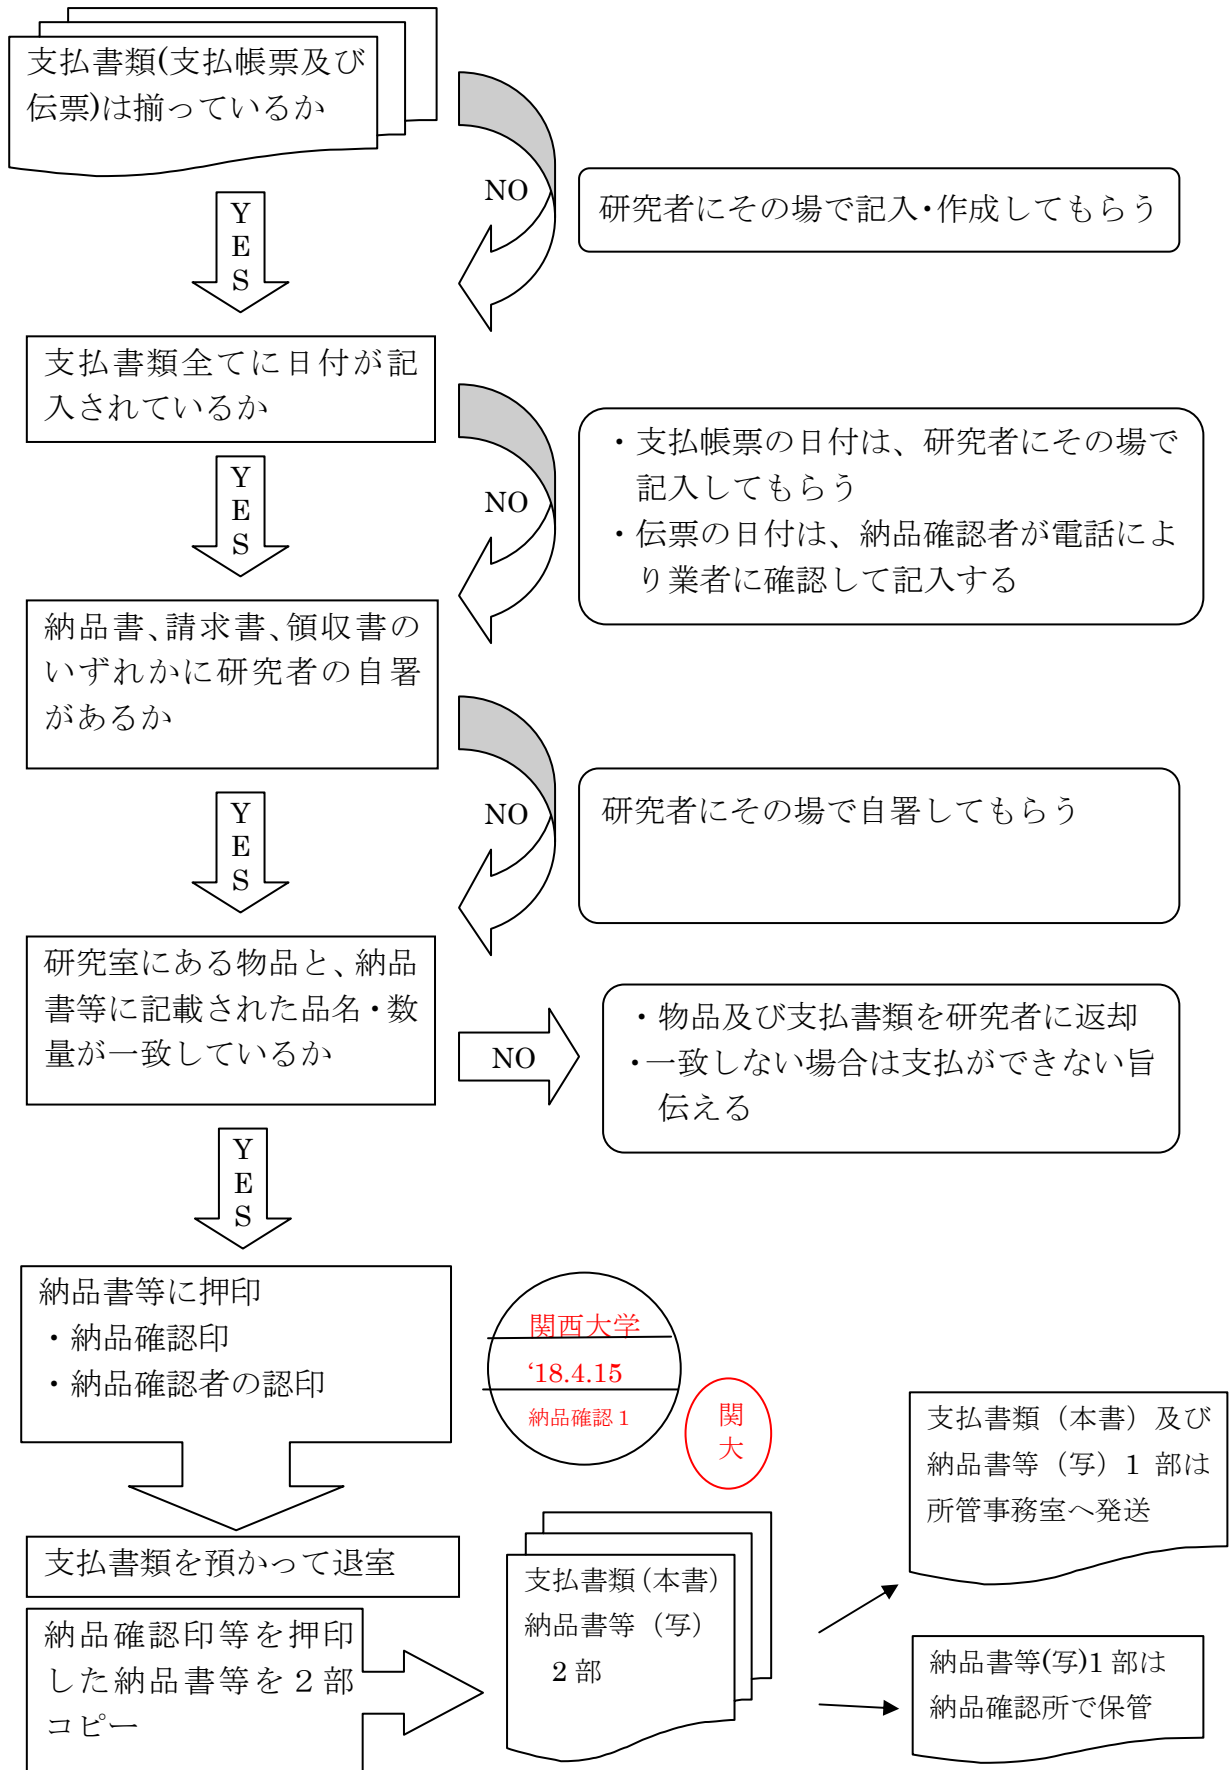 支払書類(支払帳票及び
伝票)は揃っているか
NO
研究者にその場で記入・作成してもらう
Y
E
S
支払書類全てに日付が記
入されているか
NO
・支払帳票の日付は、研究者にその場で
記入してもらう
・伝票の日付は、納品確認者が電話によ
り業者に確認して記入する
Y
E
S
納品書、請求書、領収書の
いずれかに研究者の自署
があるか
NO
研究者にその場で自署してもらう
Y
E
S
研究室にある物品と、納品
書等に記載された品名・数
量が一致しているか
NO
・物品及び支払書類を研究者に返却
・一致しない場合は支払ができない旨
伝える
Y
E
S
納品書等に押印
・納品確認印
・納品確認者の認印
関西大学
‘18.4.15
納品確認1
関
大
支払書類を預かって退室
納品確認印等を押印
した納品書等を2部
コピー
支払書類(本書)
納品書等（写）
2部
支払書類（本書）及び
納品書等（写）1 部は
所管事務室へ発送
納品書等(写)1部は
納品確認所で保管